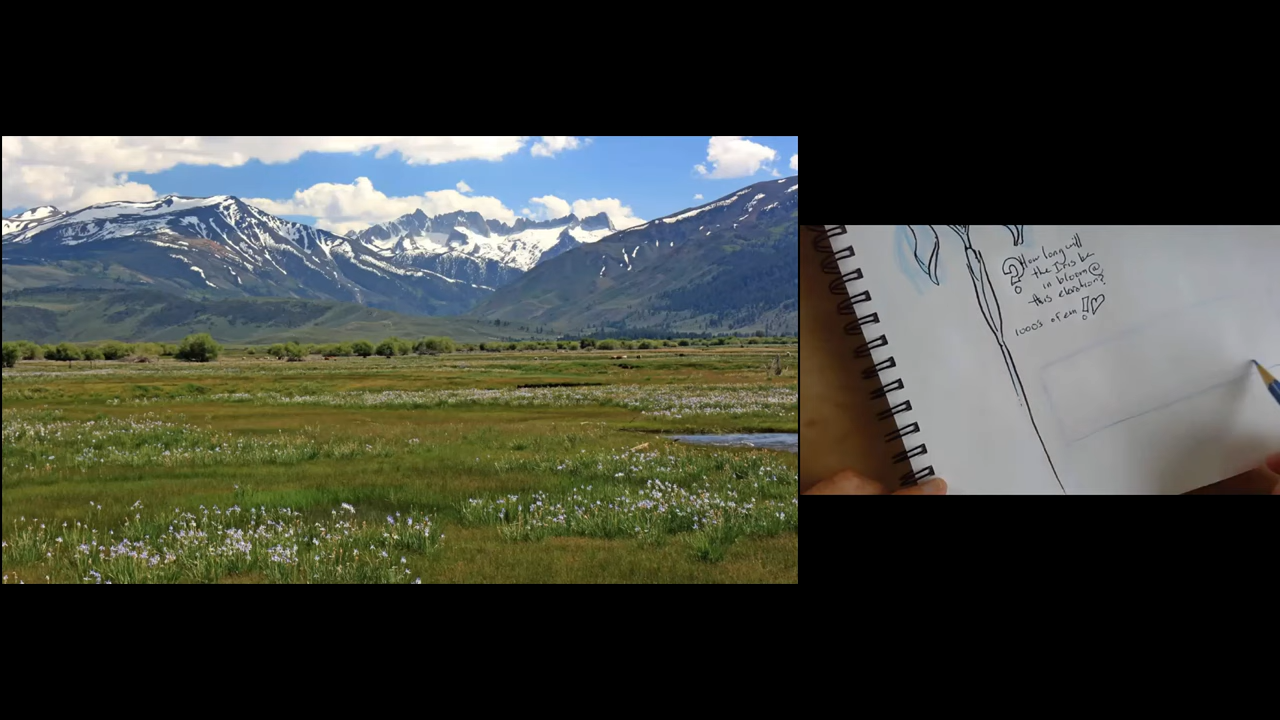 ? How long will
the Iris be
in bloom @
this elevation?
1000's of em ! ♡